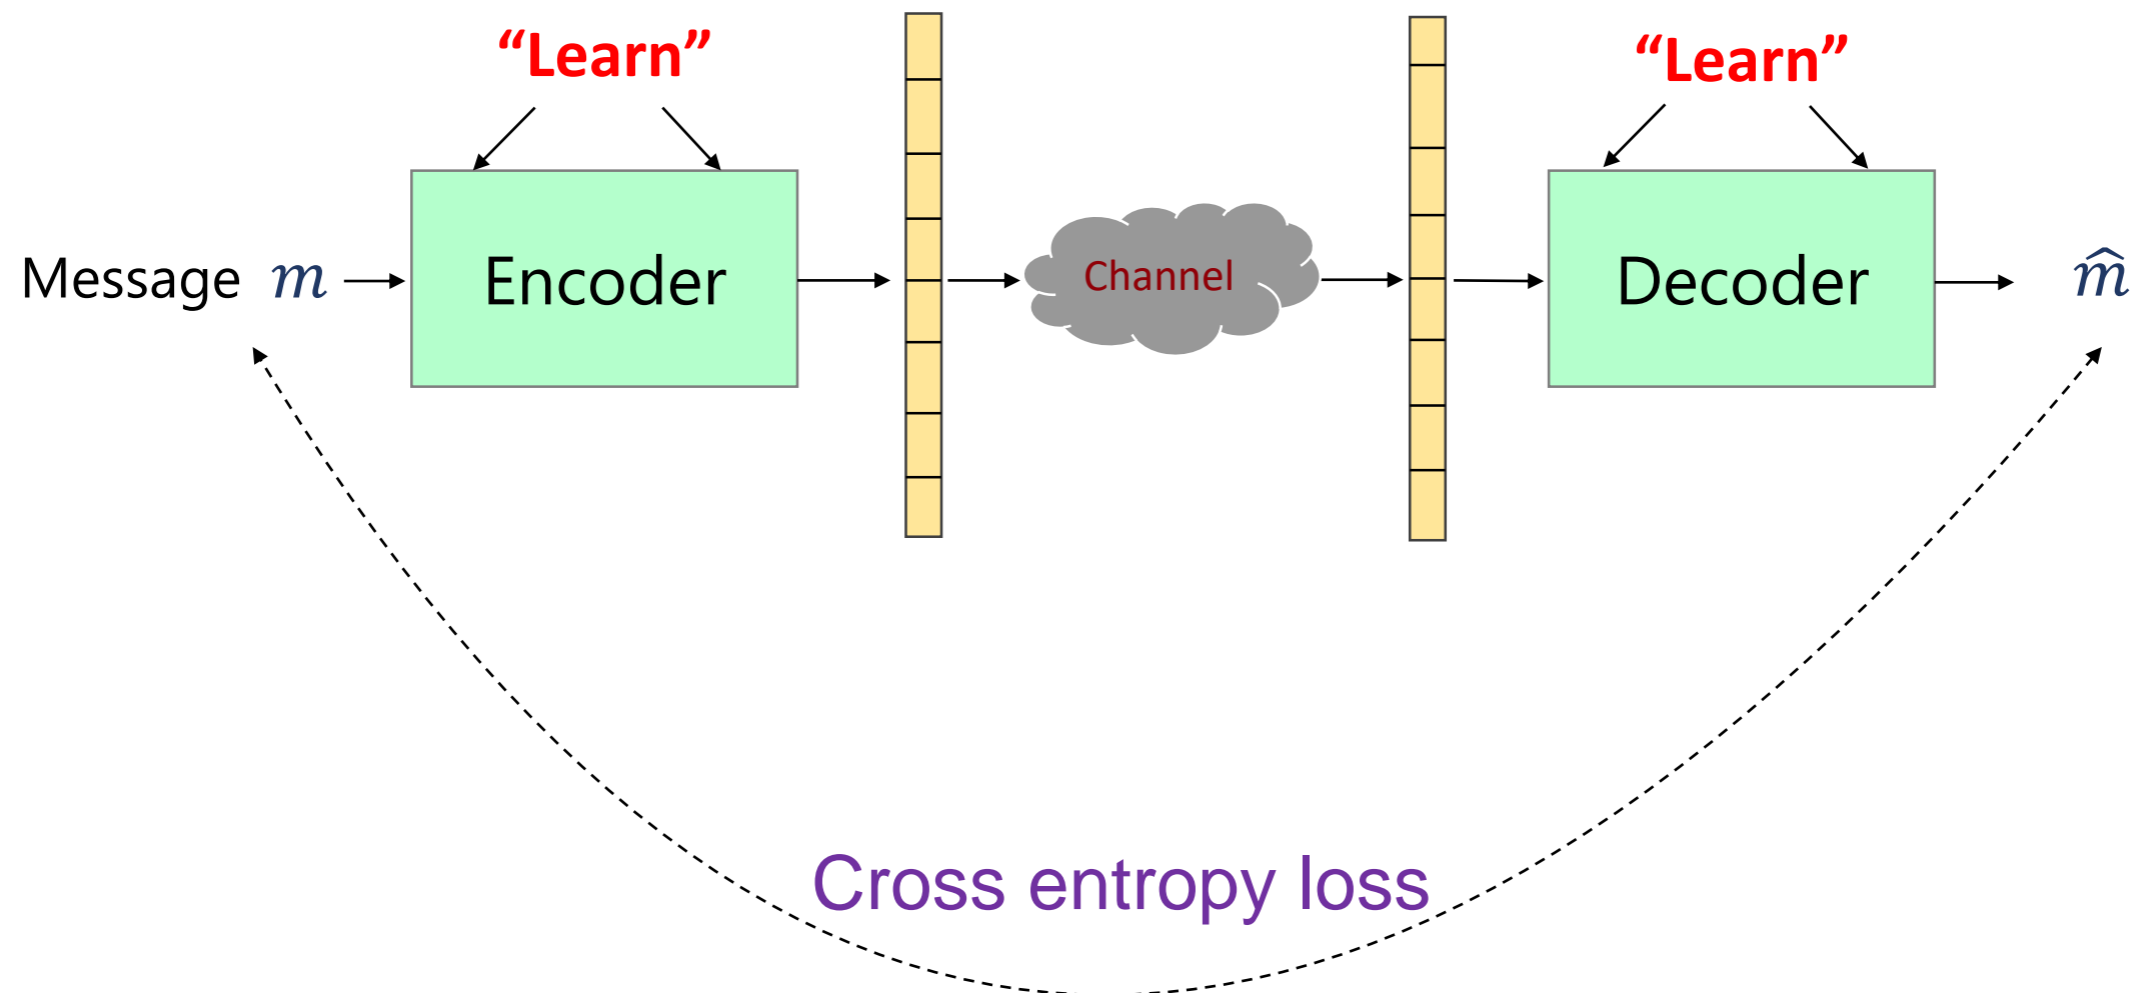 “Learn”
“Learn”
Message m
Encoder
Channel
Decoder
m̂
Cross entropy loss